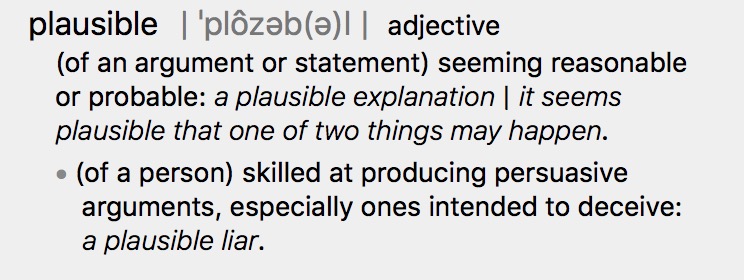 plausible | ˈplôzəb(ə)l | adjective
(of an argument or statement) seeming reasonable
or probable: a plausible explanation | it seems
plausible that one of two things may happen.
• (of a person) skilled at producing persuasive
arguments, especially ones intended to deceive:
a plausible liar.